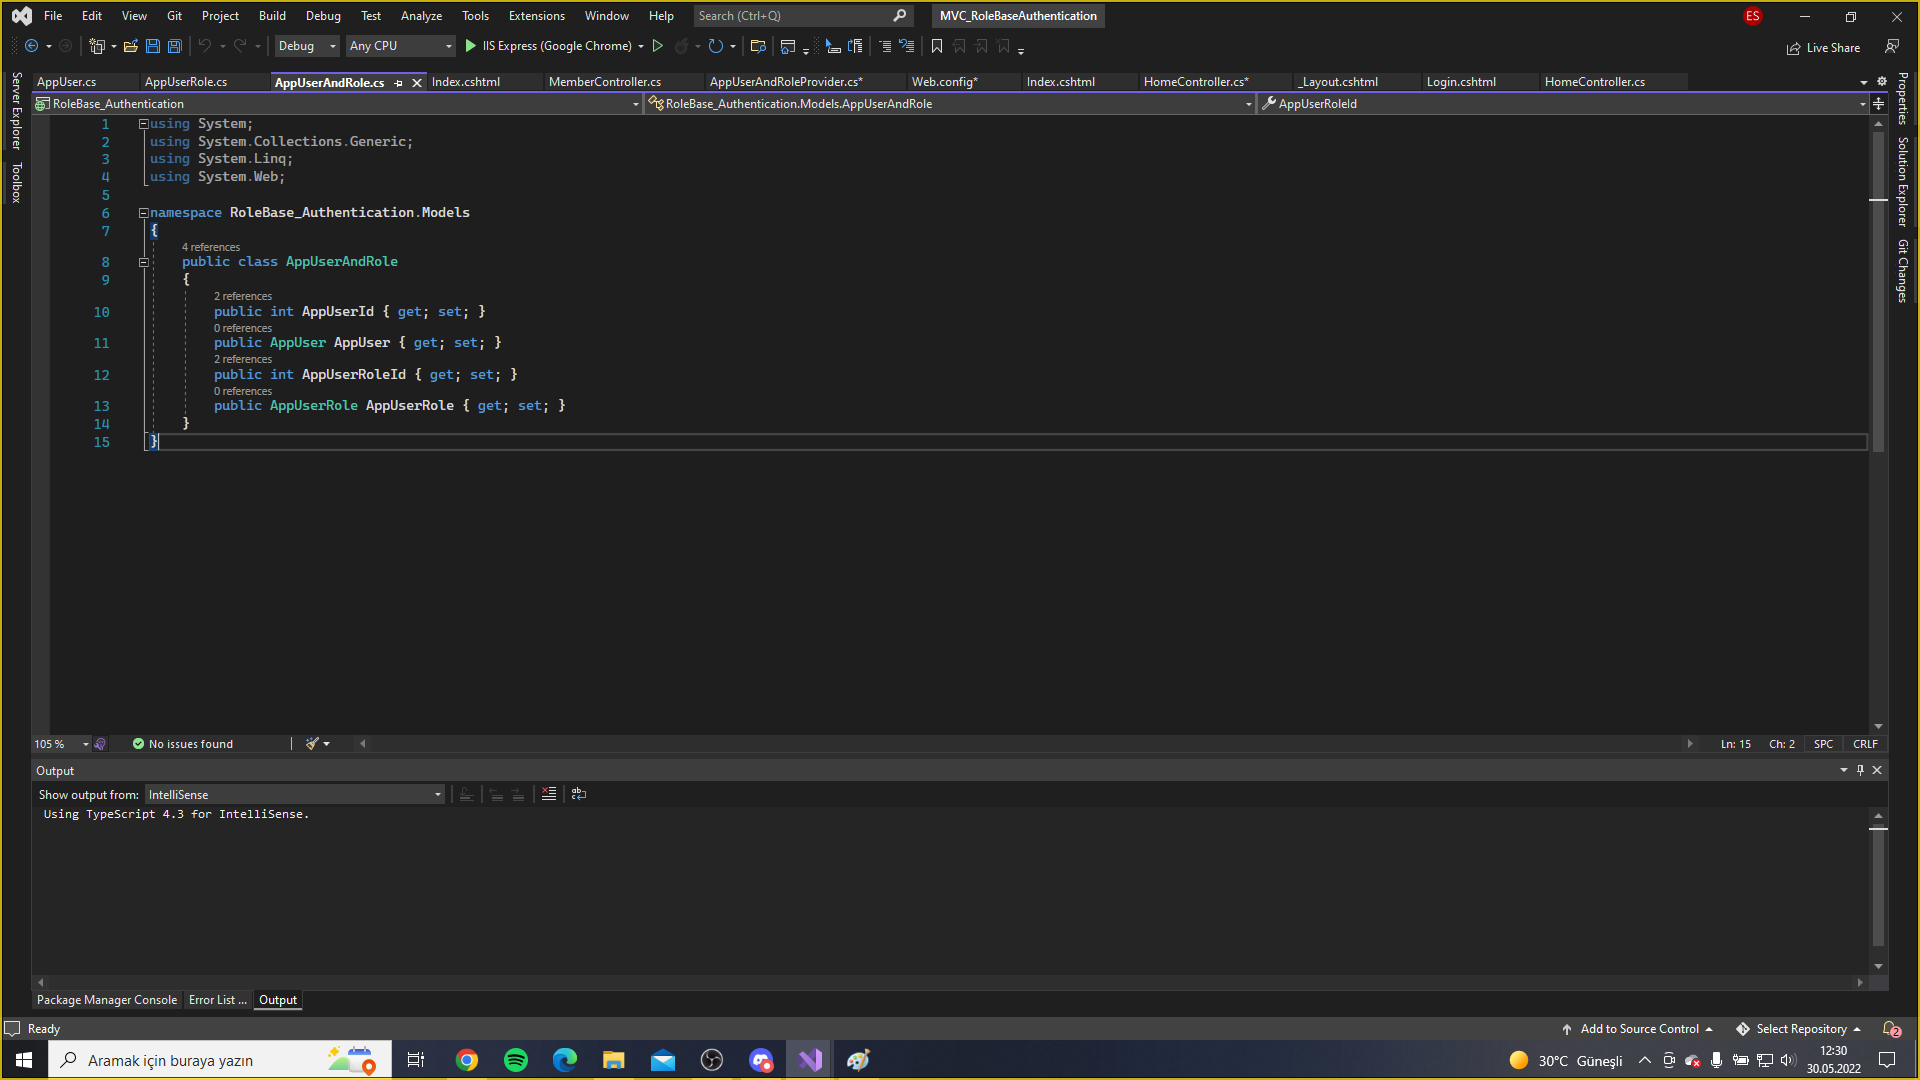 File Edit View Git Project Build Debug Test Analyze Tools Extensions Window Help Search (Ctrl+Q) MVC_RoleBaseAuthentication ES
Debug Any CPU IIS Express (Google Chrome) Live Share
AppUser.cs AppUserRole.cs AppUserAndRole.cs Index.cshtml MemberController.cs AppUserAndRoleProvider.cs* Web.config* Index.cshtml HomeController.cs* _Layout.cshtml Login.cshtml HomeController.cs
RoleBase_Authentication RoleBase_Authentication.Models.AppUserAndRole AppUserRoleId
Server Explorer
Toolbox
Properties
Solution Explorer
Git Changes
1 using System;
2 using System.Collections.Generic;
3 using System.Linq;
4 using System.Web;
5
6 namespace RoleBase_Authentication.Models
7 {
4 references
8 public class AppUserAndRole
9 {
2 references
10 public int AppUserId { get; set; }
0 references
11 public AppUser AppUser { get; set; }
2 references
12 public int AppUserRoleId { get; set; }
0 references
13 public AppUserRole AppUserRole { get; set; }
14 }
15 }
105 % No issues found Ln: 15 Ch: 2 SPC CRLF
Output
Show output from: IntelliSense
Using TypeScript 4.3 for IntelliSense.
Package Manager Console Error List ... Output
Ready Add to Source Control Select Repository 2
Aramak için buraya yazın 30°C Güneşli 12:30
30.05.2022